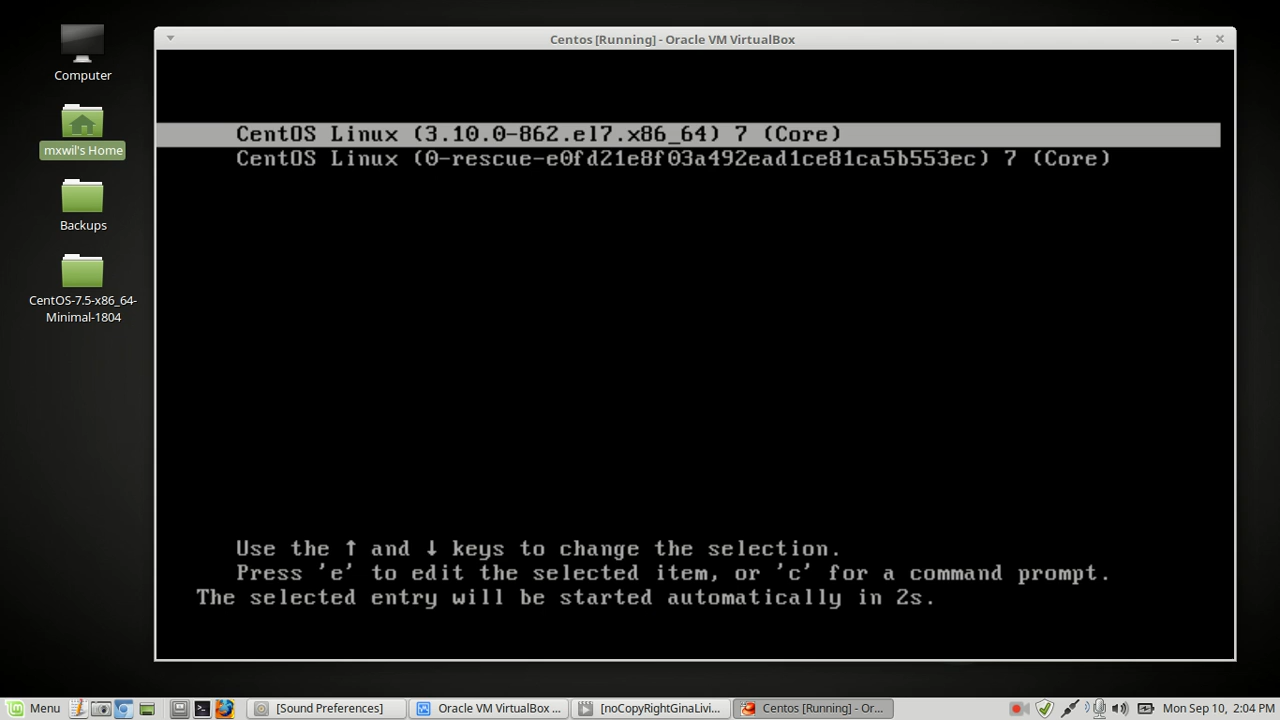 Computer
mxwil's Home
Backups
CentOS-7.5-x86_64-
Minimal-1804
Centos [Running] - Oracle VM VirtualBox
CentOS Linux (3.10.0-862.el7.x86_64) 7 (Core)
CentOS Linux (0-rescue-e0fd21e8f03a492ead1ce81ca5b553ec) 7 (Core)
Use the ↑ and ↓ keys to change the selection.
Press 'e' to edit the selected item, or 'c' for a command prompt.
The selected entry will be started automatically in 2s.
Menu
[Sound Preferences]
Oracle VM VirtualBox ...
[noCopyRightGinaLivi...
Centos [Running] - Or...
Mon Sep 10, 2:04 PM